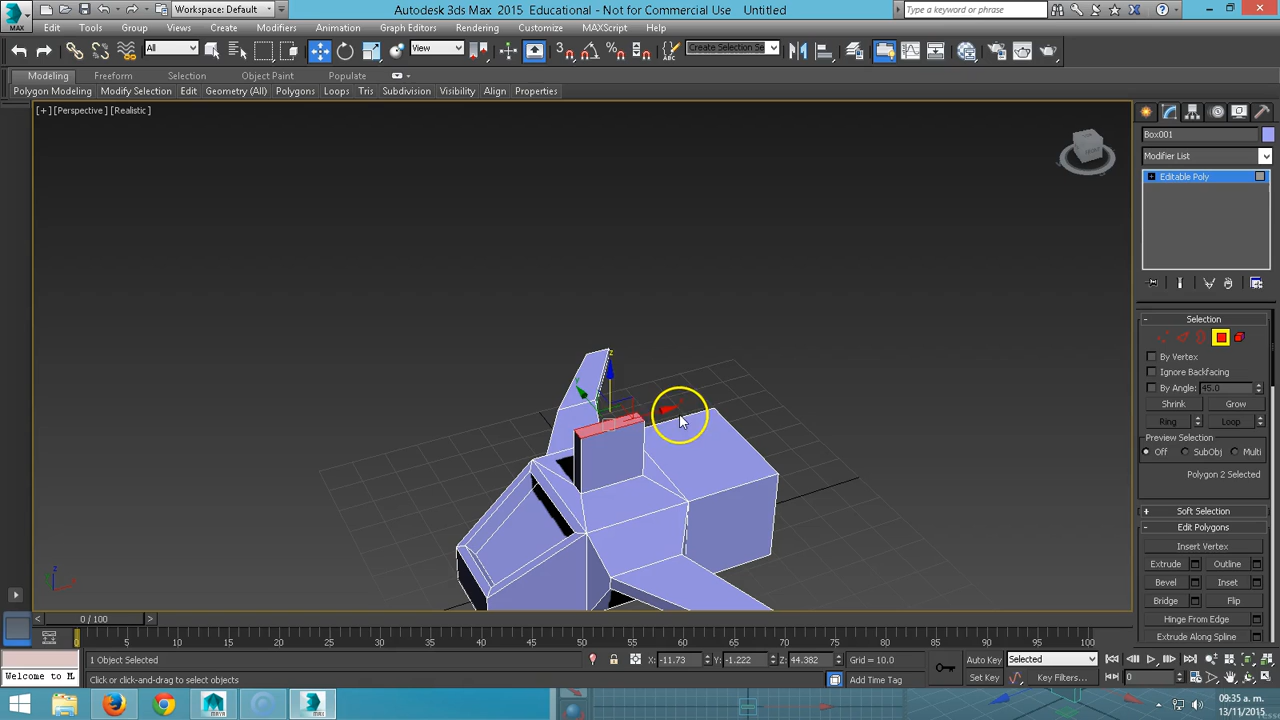 MAX
Workspace: Default
Autodesk 3ds Max 2015 Educational - Not for Commercial Use Untitled
Type a keyword or phrase
Edit Tools Group Views Create Modifiers Animation Graph Editors Rendering Customize MAXScript Help
All View Create Selection Se
Modeling Freeform Selection Object Paint Populate
Polygon Modeling Modify Selection Edit Geometry (All) Polygons Loops Tris Subdivision Visibility Align Properties
[+] [Perspective] [Realistic]
Box001
Modifier List
Editable Poly
Selection
By Vertex
Ignore Backfacing
By Angle: 45.0
Shrink Grow
Ring Loop
Preview Selection
Off SubObj Multi
Polygon 2 Selected
Soft Selection
Edit Polygons
Insert Vertex
Extrude Outline
Bevel Inset
Bridge Flip
Hinge From Edge
Extrude Along Spline
z
y
z
0 / 100
0 5 10 15 20 25 30 35 40 45 50 55 60 65 70 75 80 85 90 95 100
1 Object Selected X: -11.73 Y: -1.222 Z: 44.382 Grid = 10.0 Auto Key Selected
Welcome to M Click or click-and-drag to select objects Add Time Tag Set Key Key Filters... 0
09:35 a. m.
13/11/2015